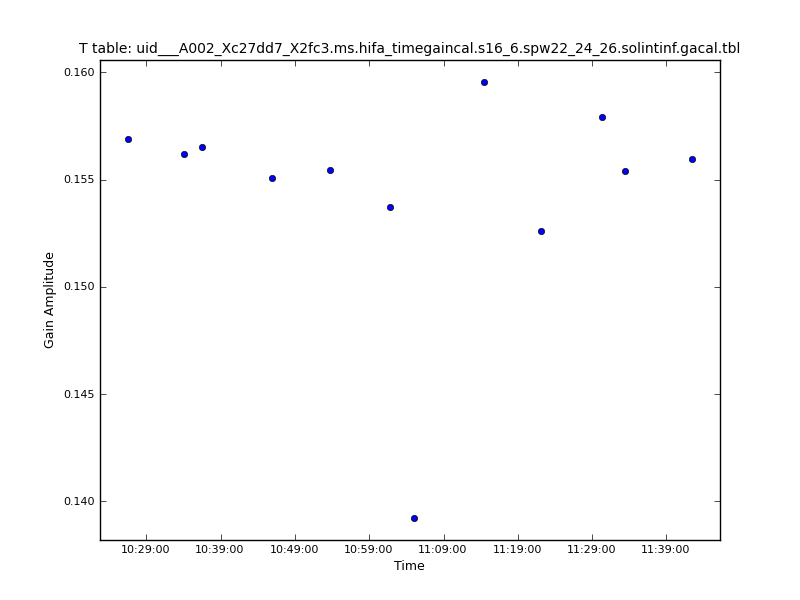 T table: uid___A002_Xc27dd7_X2fc3.ms.hifa_timegaincal.s16_6.spw22_24_26.solintinf.gacal.tbl
0.160
0.155
0.150
0.145
0.140
Gain Amplitude
10:29:00 10:39:00 10:49:00 10:59:00 11:09:00 11:19:00 11:29:00 11:39:00
Time